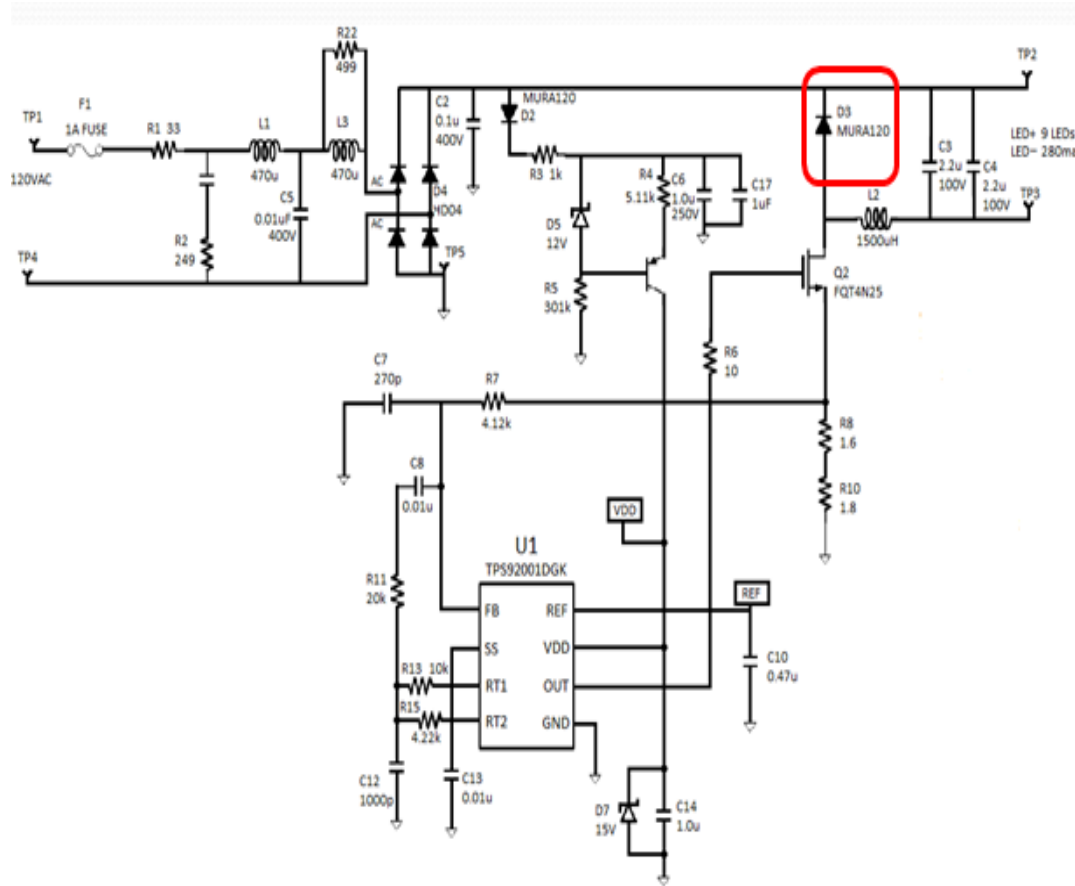 R22
499
TP2
F1
1A FUSE
TP1
R1 33
L1
470u
L3
470u
120VAC
C2
0.1u
400V
MURA120
D2
D3
MURA120
C3
2.2u
100V
C4
2.2u
100V
LED+ 9 LEDs
LED− 280ma
AC
D4
HD04
AC
R3 1k
R4
5.11k
C6
1.0u
250V
C17
1uF
TP3
L2
1500uH
C5
0.01uF
400V
R2
249
TP4
TP5
D5
12V
R5
301k
Q2
FQT4N25
R6
10
C7
270p
R7
4.12k
R8
1.6
R10
1.8
C8
0.01u
VDD
U1
TPS92001DGK
R11
20k
FB
REF
SS
VDD
RT1
OUT
RT2
GND
REF
C10
0.47u
R13 10k
R15
4.22k
C12
1000p
C13
0.01u
D7
15V
C14
1.0u